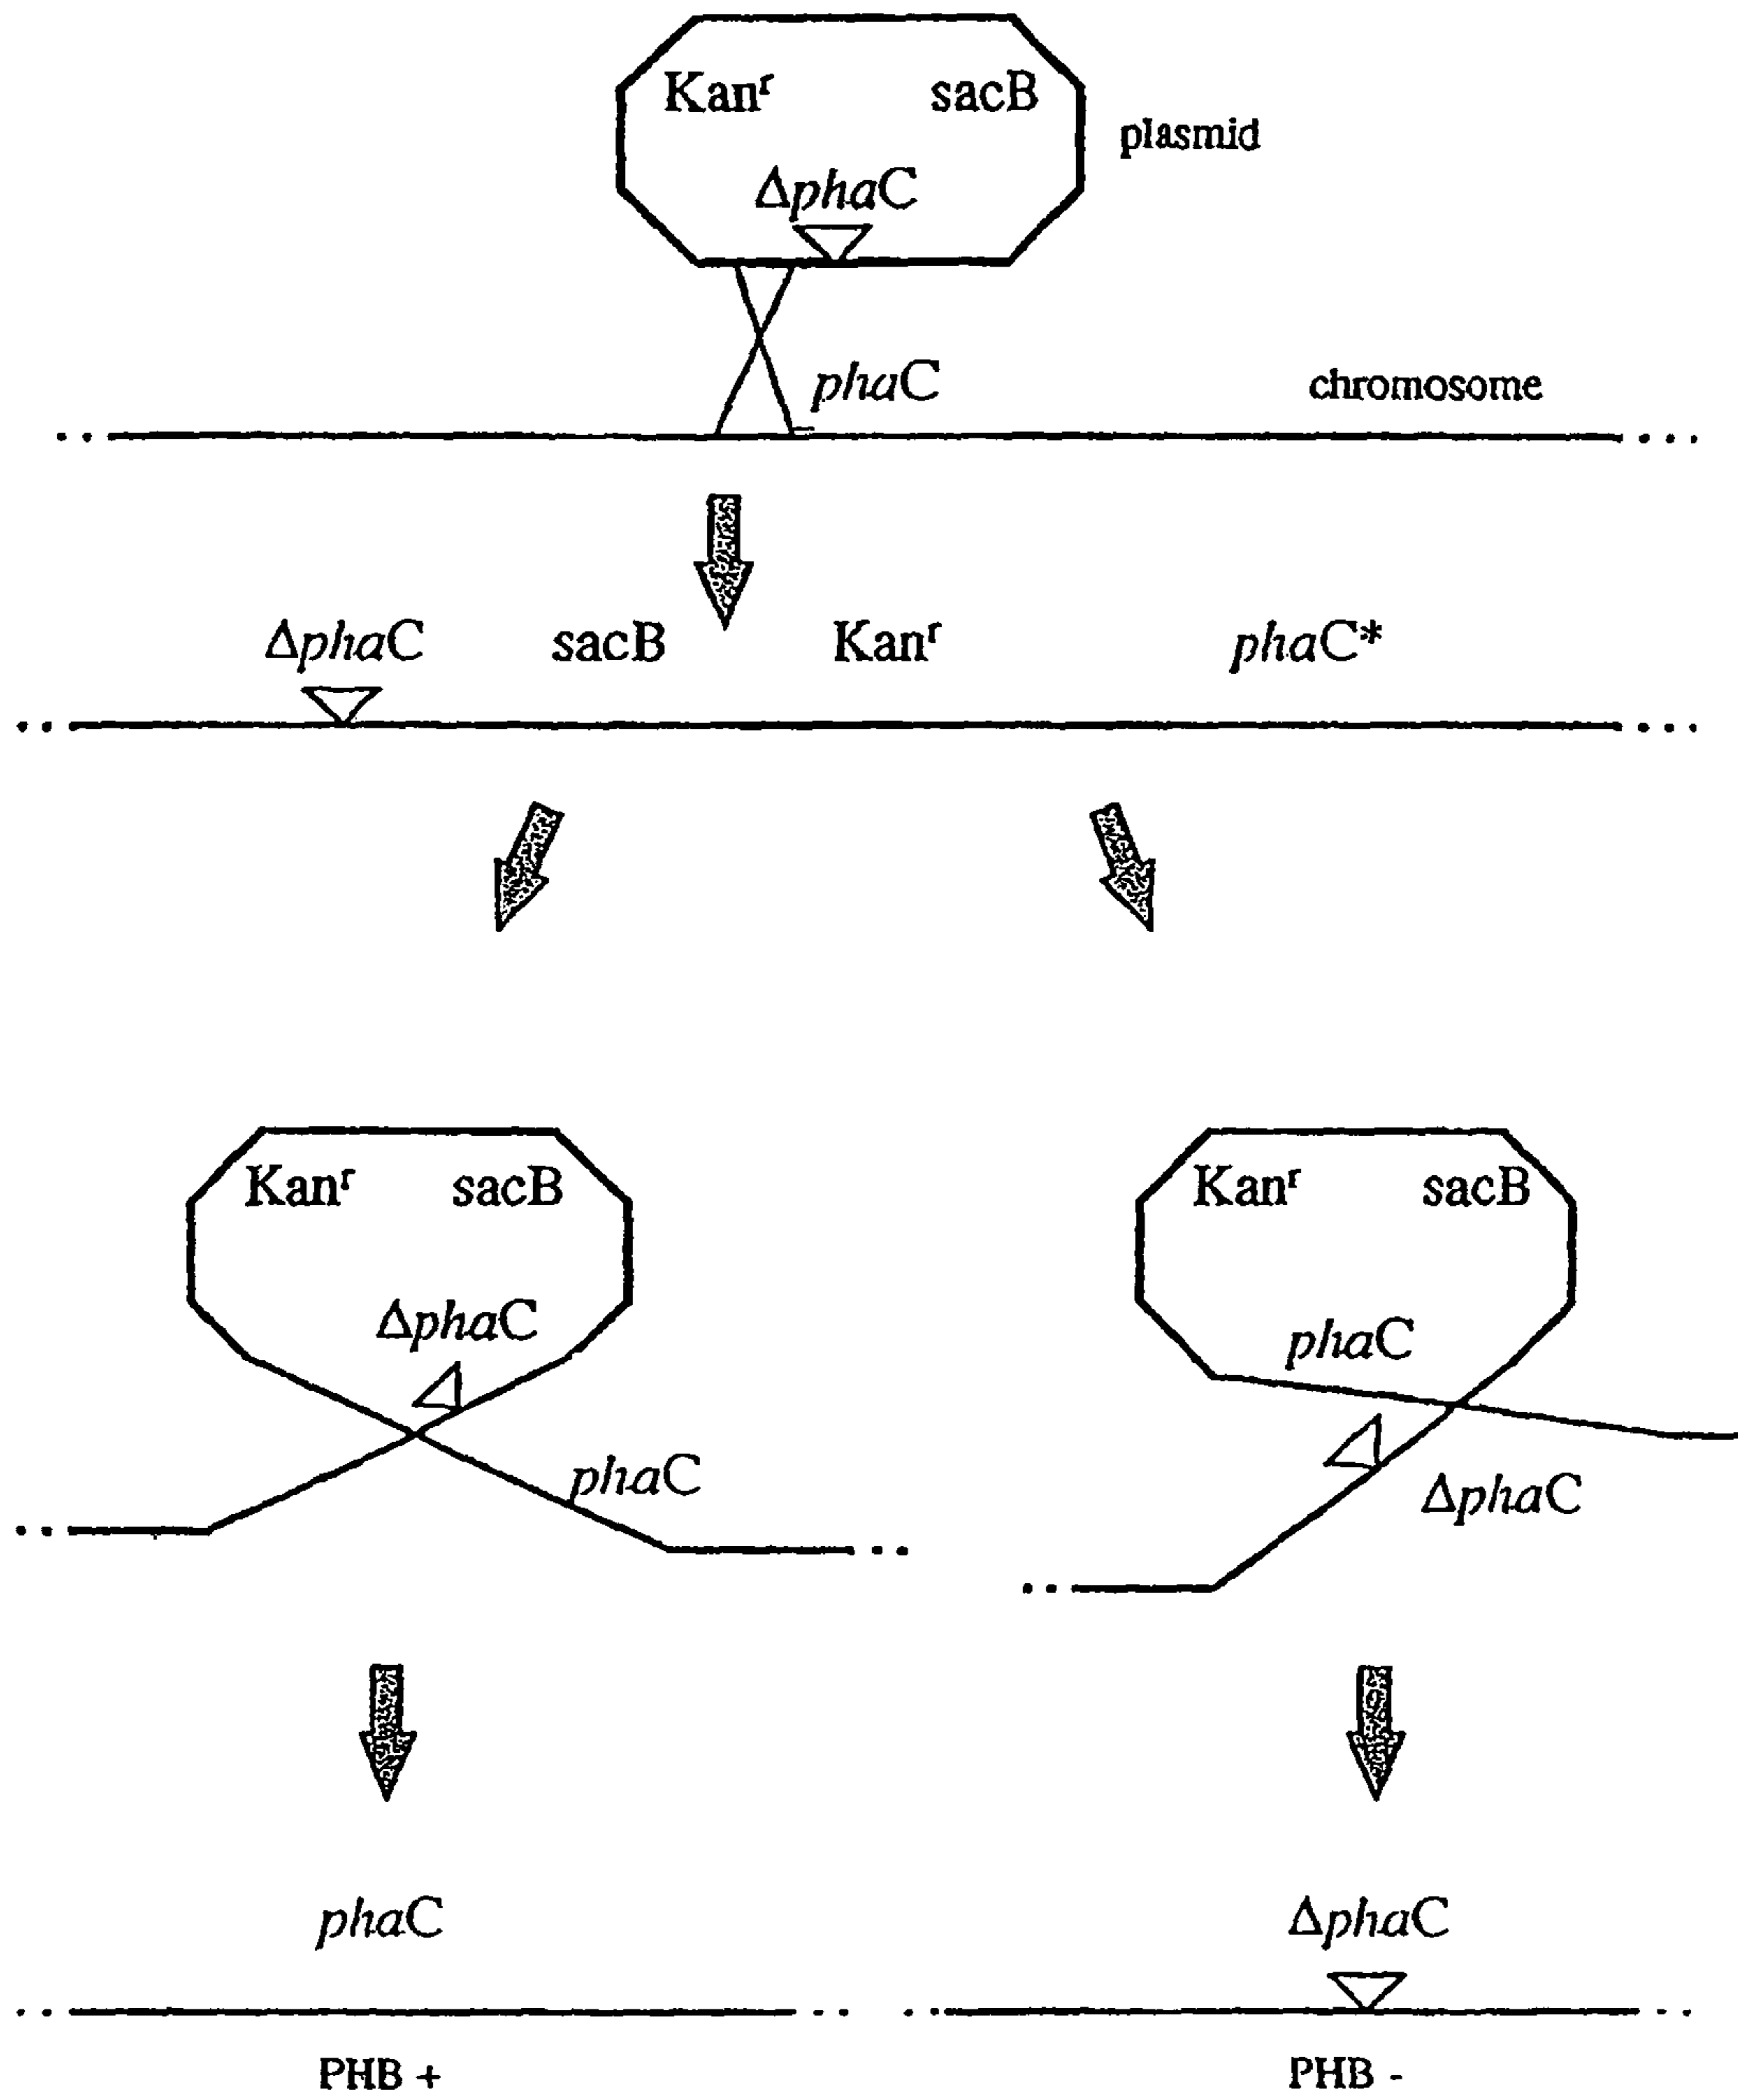 Kanʳ sacB
plasmid
ΔphaC
phaC
chromosome
ΔphaC sacB Kanʳ phaC*
Kanʳ sacB
ΔphaC
phaC
Kanʳ sacB
phaC
ΔphaC
phaC
ΔphaC
PHB +
PHB -